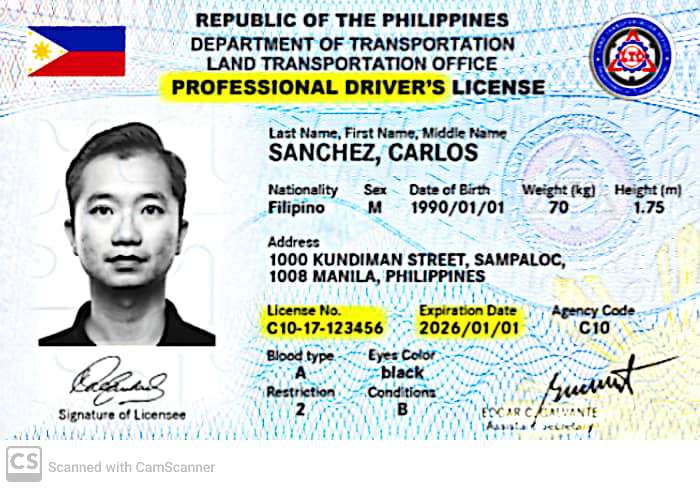 REPUBLIC OF THE PHILIPPINES
DEPARTMENT OF TRANSPORTATION
LAND TRANSPORTATION OFFICE
PROFESSIONAL DRIVER'S LICENSE
LTO
Last Name, First Name, Middle Name
SANCHEZ, CARLOS
Nationality Sex Date of Birth Weight (kg) Height (m)
Filipino M 1990/01/01 70 1.75
Address
1000 KUNDIMAN STREET, SAMPALOC,
1008 MANILA, PHILIPPINES
License No. Expiration Date Agency Code
C10-17-123456 2026/01/01 C10
Blood type Eyes Color
A black
Restriction Conditions
2 B
Signature of Licensee
EDGAR C. GALVANTE
Assistant Secretary
CS Scanned with CamScanner